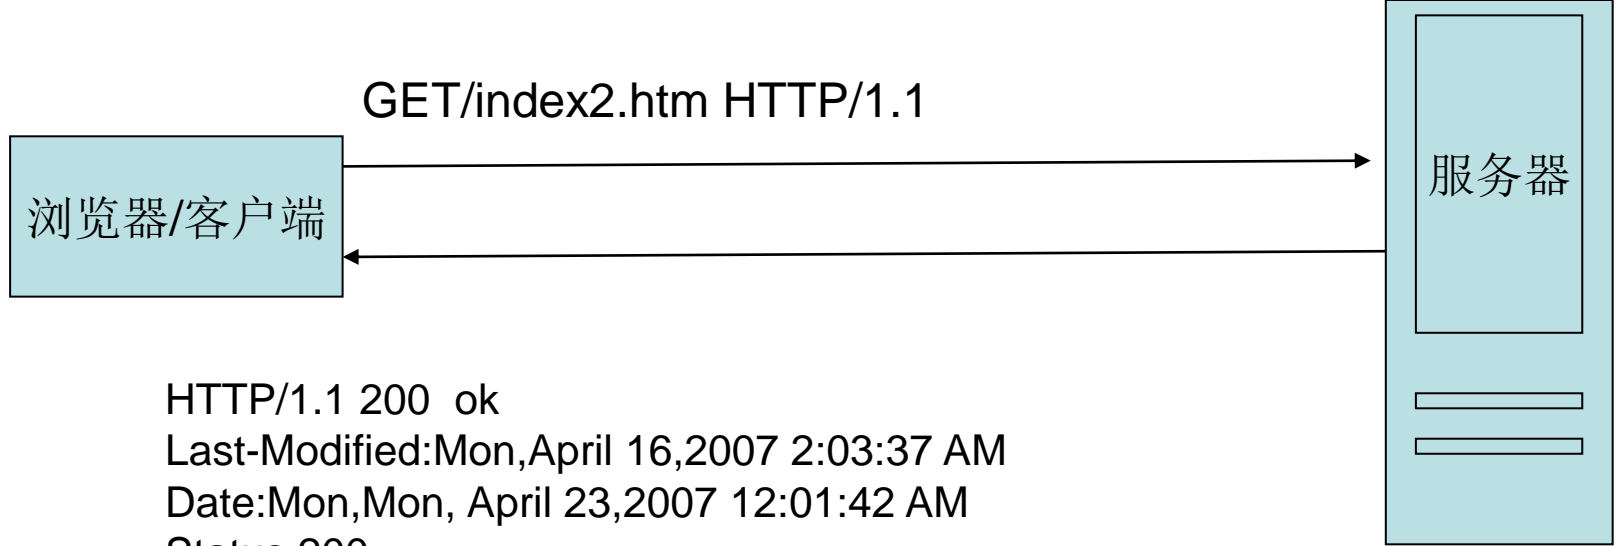 GET/index2.htm HTTP/1.1
服务器
浏览器/客户端
HTTP/1.1 200  ok
Last-Modified:Mon,April 16,2007 2:03:37 AM
Date:Mon,Mon, April 23,2007 12:01:42 AM
Status 200